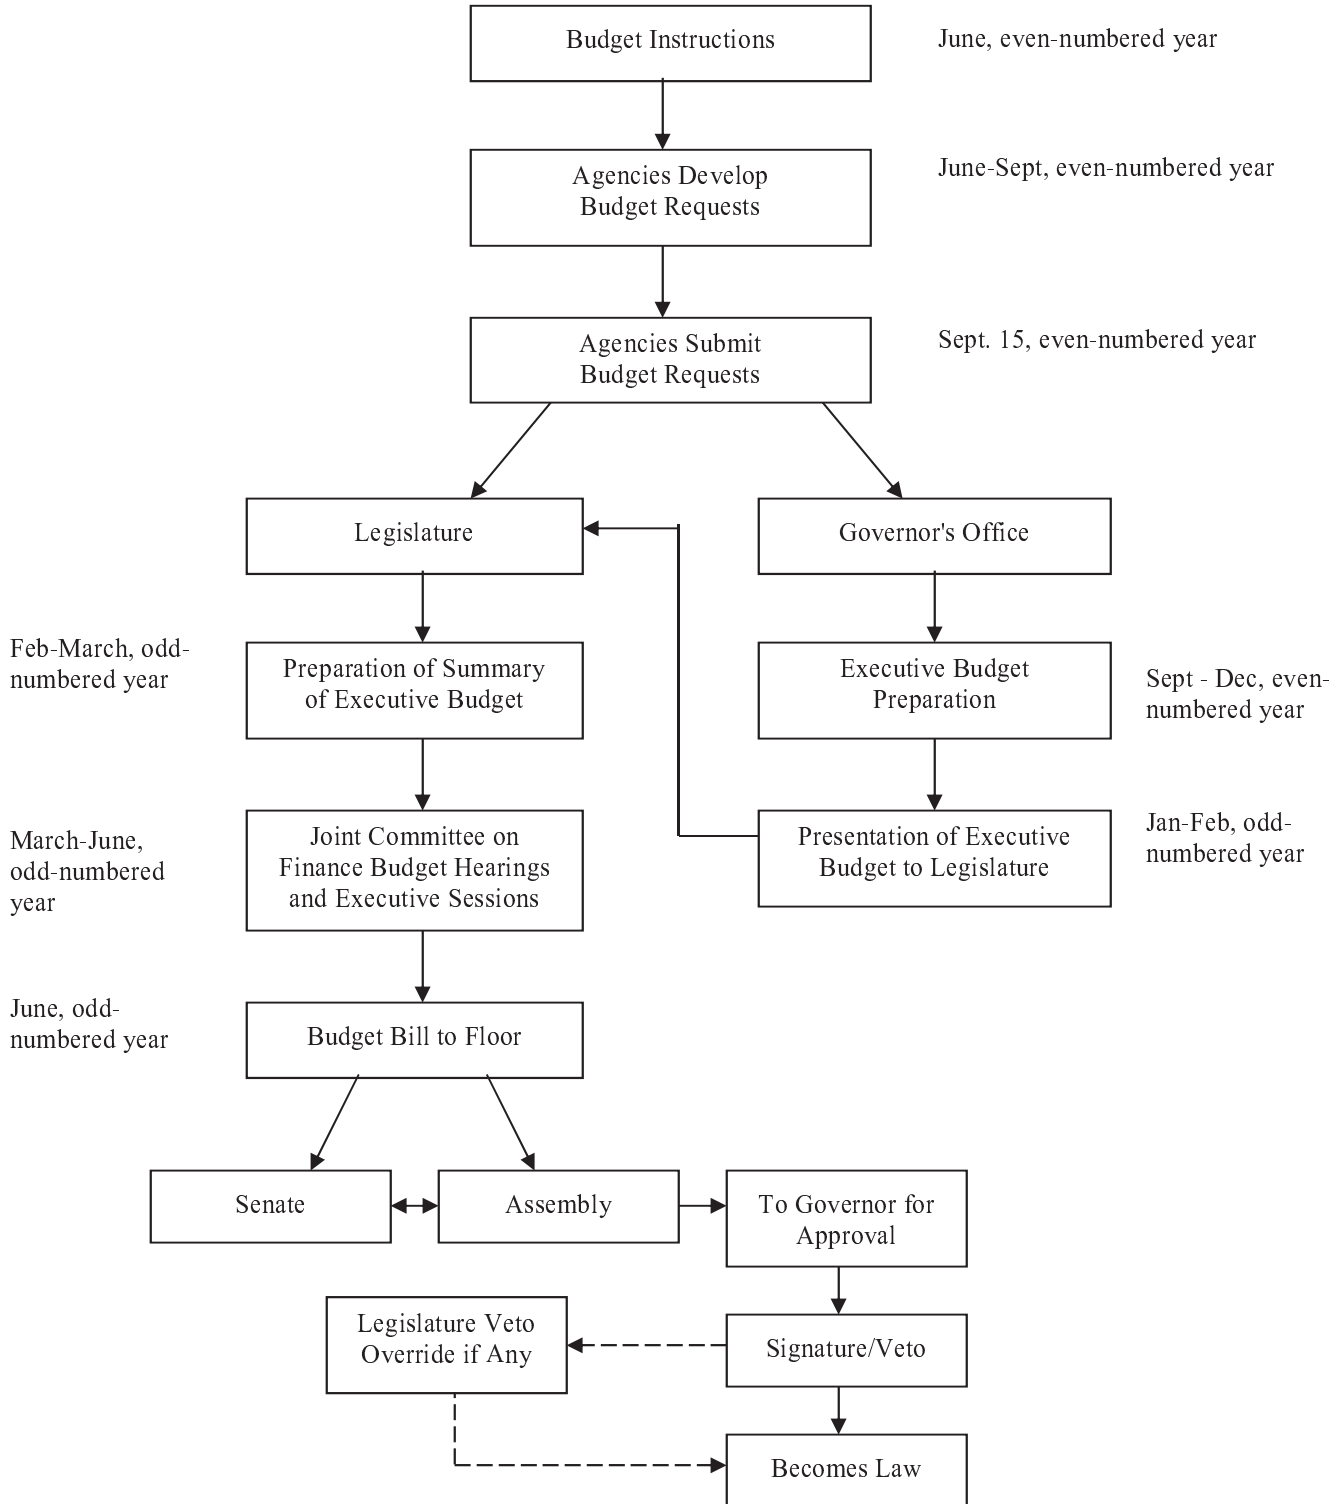 Budget Instructions
June, even-numbered year
Agencies Develop
Budget Requests
June-Sept, even-numbered year
Agencies Submit
Budget Requests
Sept. 15, even-numbered year
Legislature
Governor's Office
Feb-March, odd-
numbered year
Preparation of Summary
of Executive Budget
Executive Budget
Preparation
Sept - Dec, even-
numbered year
March-June,
odd-numbered
year
Joint Committee on
Finance Budget Hearings
and Executive Sessions
Presentation of Executive
Budget to Legislature
Jan-Feb, odd-
numbered year
June, odd-
numbered year
Budget Bill to Floor
Senate
Assembly
To Governor for
Approval
Legislature Veto
Override if Any
Signature/Veto
Becomes Law